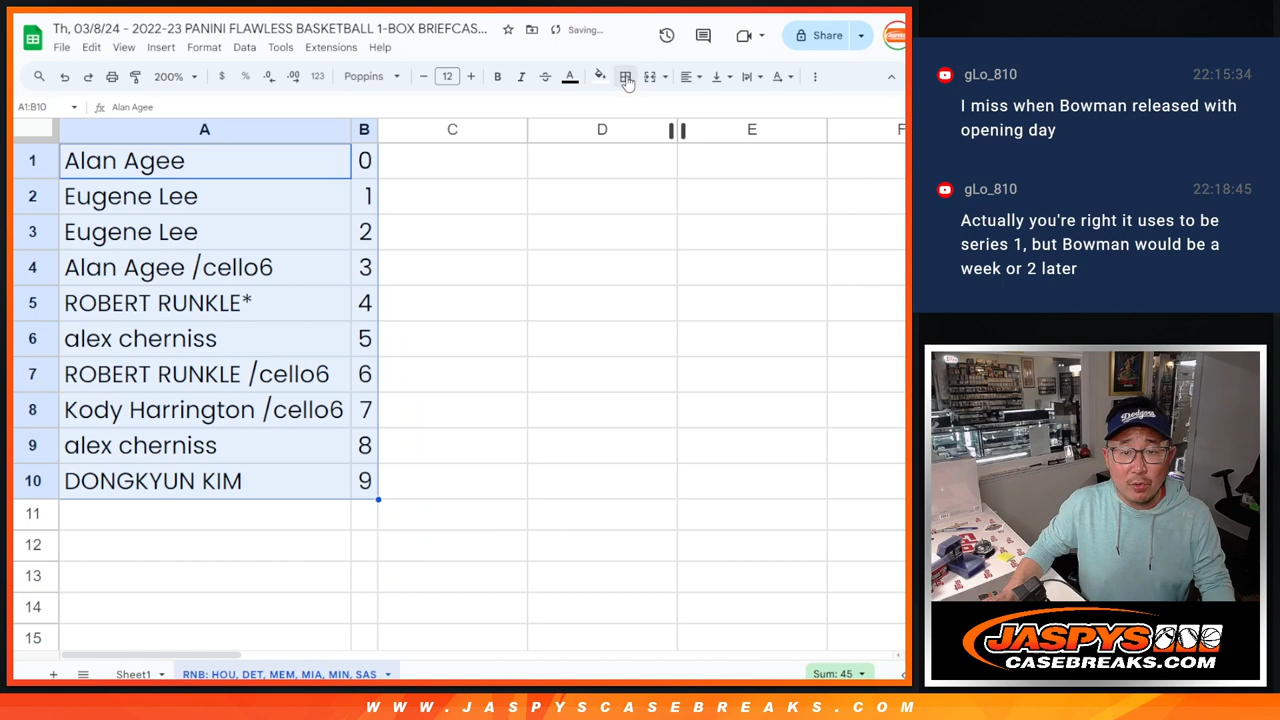 Th, 03/8/24 - 2022-23 PANINI FLAWLESS BASKETBALL 1-BOX BRIEFCAS...
Saving...
File Edit View Insert Format Data Tools Extensions Help
Share
200% $ % .0 .00 123 Poppins - 12 + B I A
A1:B10 fx Alan Agee
A B C D E F
1 Alan Agee 0
2 Eugene Lee 1
3 Eugene Lee 2
4 Alan Agee /cello6 3
5 ROBERT RUNKLE* 4
6 alex cherniss 5
7 ROBERT RUNKLE /cello6 6
8 Kody Harrington /cello6 7
9 alex cherniss 8
10 DONGKYUN KIM 9
11
12
13
14
15
+ Sheet1 RNB: HOU, DET, MEM, MIA, MIN, SAS Sum: 45
gLo_810 22:15:34
I miss when Bowman released with
opening day
gLo_810 22:18:45
Actually you're right it uses to be
series 1, but Bowman would be a
week or 2 later
Dodgers
JASPYS
CASEBREAKS.COM
WWW.JASPYSCASEBREAKS.COM